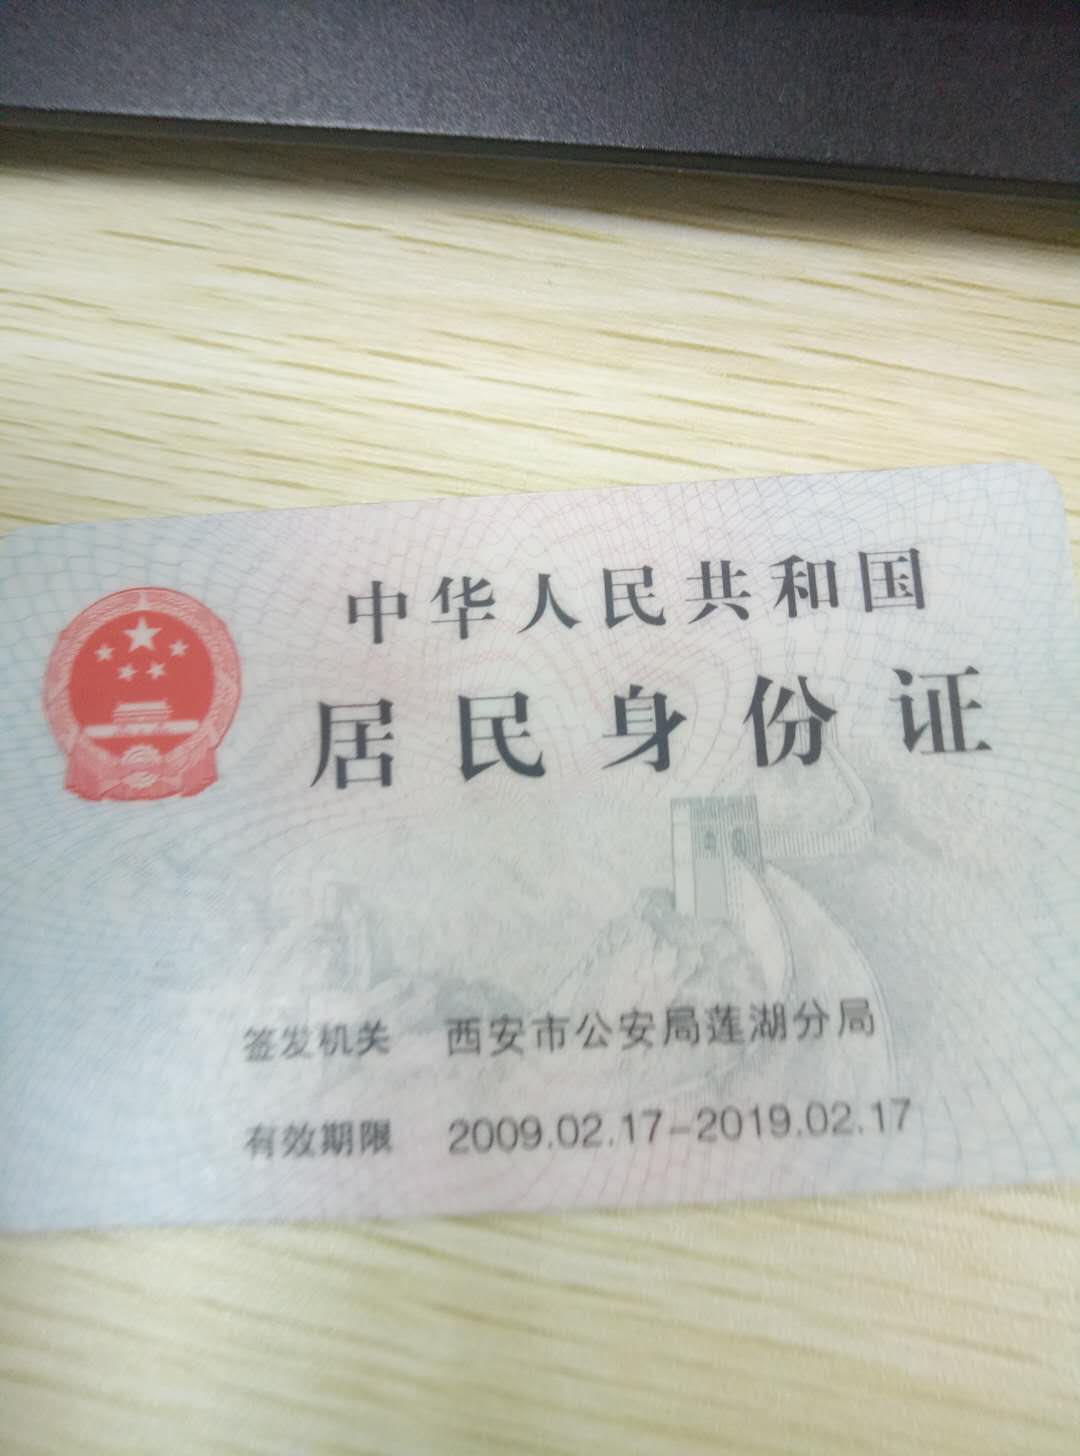 中华人民共和国
居民身份证
签发机关 西安市公安局莲湖分局
有效期限 2009.02.17-2019.02.17